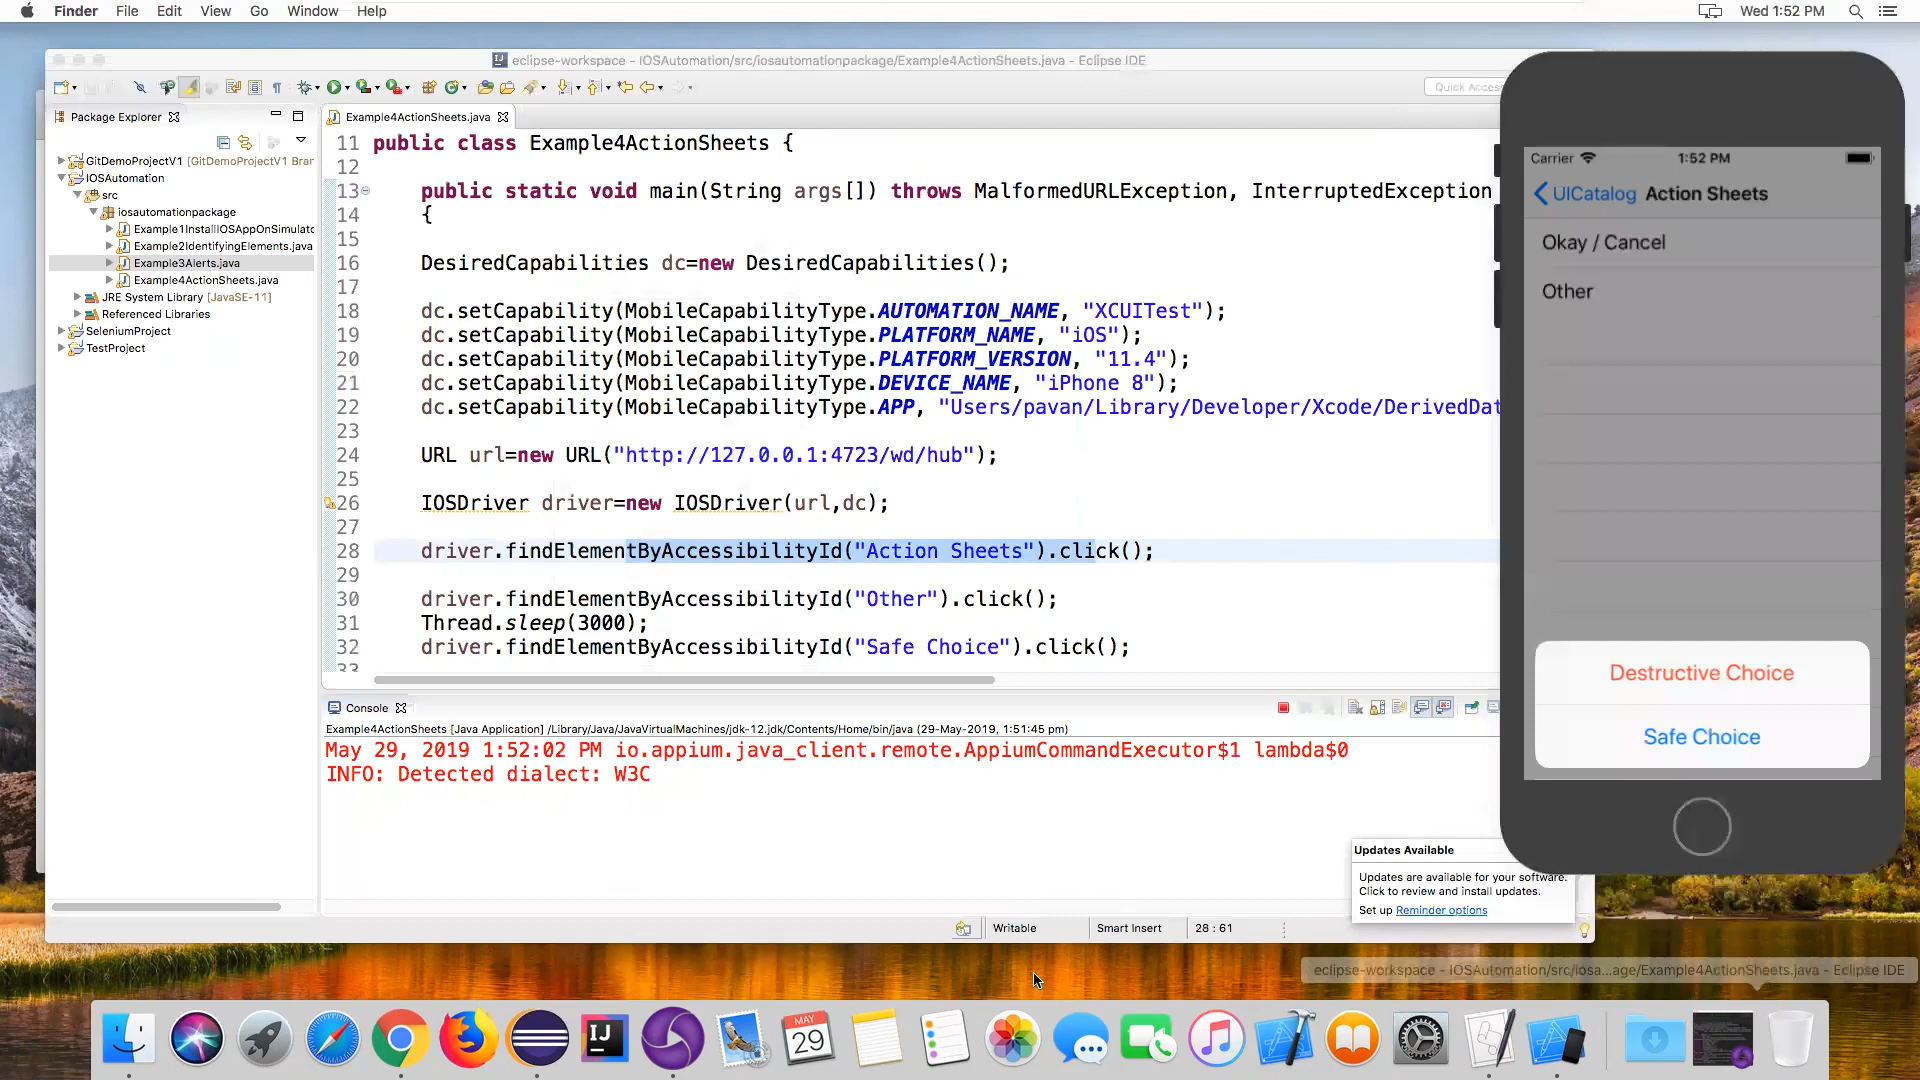 Finder File Edit View Go Window Help
Wed 1:52 PM
eclipse-workspace - IOSAutomation/src/iosautomationpackage/Example4ActionSheets.java - Eclipse IDE
Quick Access
Package Explorer
GitDemoProjectV1 [GitDemoProjectV1 Bran
IOSAutomation
src
iosautomationpackage
Example1InstallIOSAppOnSimulato
Example2IdentifyingElements.java
Example3Alerts.java
Example4ActionSheets.java
JRE System Library [JavaSE-11]
Referenced Libraries
SeleniumProject
TestProject
Example4ActionSheets.java
11 public class Example4ActionSheets {
12
13 public static void main(String args[]) throws MalformedURLException, InterruptedException
14 {
15
16 DesiredCapabilities dc=new DesiredCapabilities();
17
18 dc.setCapability(MobileCapabilityType.AUTOMATION_NAME, "XCUITest");
19 dc.setCapability(MobileCapabilityType.PLATFORM_NAME, "iOS");
20 dc.setCapability(MobileCapabilityType.PLATFORM_VERSION, "11.4");
21 dc.setCapability(MobileCapabilityType.DEVICE_NAME, "iPhone 8");
22 dc.setCapability(MobileCapabilityType.APP, "Users/pavan/Library/Developer/Xcode/DerivedDat
23
24 URL url=new URL("http://127.0.0.1:4723/wd/hub");
25
26 IOSDriver driver=new IOSDriver(url,dc);
27
28 driver.findElementByAccessibilityId("Action Sheets").click();
29
30 driver.findElementByAccessibilityId("Other").click();
31 Thread.sleep(3000);
32 driver.findElementByAccessibilityId("Safe Choice").click();
33
Console
Example4ActionSheets [Java Application] /Library/Java/JavaVirtualMachines/jdk-12.jdk/Contents/Home/bin/java (29-May-2019, 1:51:45 pm)
May 29, 2019 1:52:02 PM io.appium.java_client.remote.AppiumCommandExecutor$1 lambda$0
INFO: Detected dialect: W3C
Writable
Smart Insert
28 : 61
Carrier
1:52 PM
UICatalog
Action Sheets
Okay / Cancel
Other
Destructive Choice
Safe Choice
Updates Available
Updates are available for your software.
Click to review and install updates.
Set up Reminder options
eclipse-workspace - IOSAutomation/src/iosa...age/Example4ActionSheets.java - Eclipse IDE
IJ
MAY
29